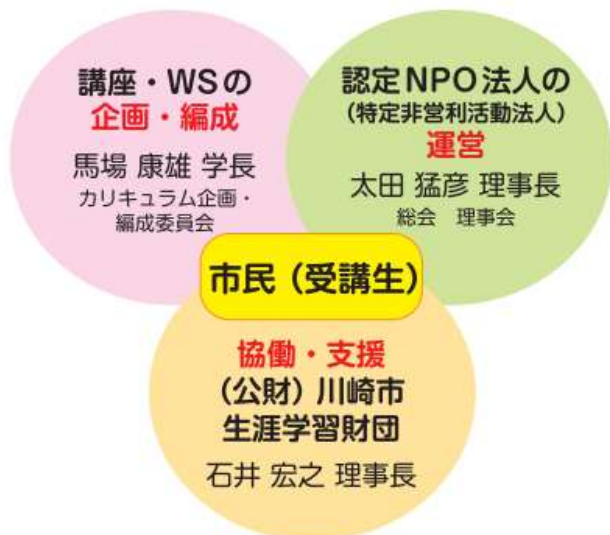 講座・WSの
企画・編成
馬場 康雄 学長
カリキュラム企画・
編成委員会
認定NPO法人の
(特定非営利活動法人)
運営
太田 猛彦 理事長
総会　理事会
市民（受講生）
協働・支援
（公財）川崎市
生涯学習財団
石井 宏之 理事長